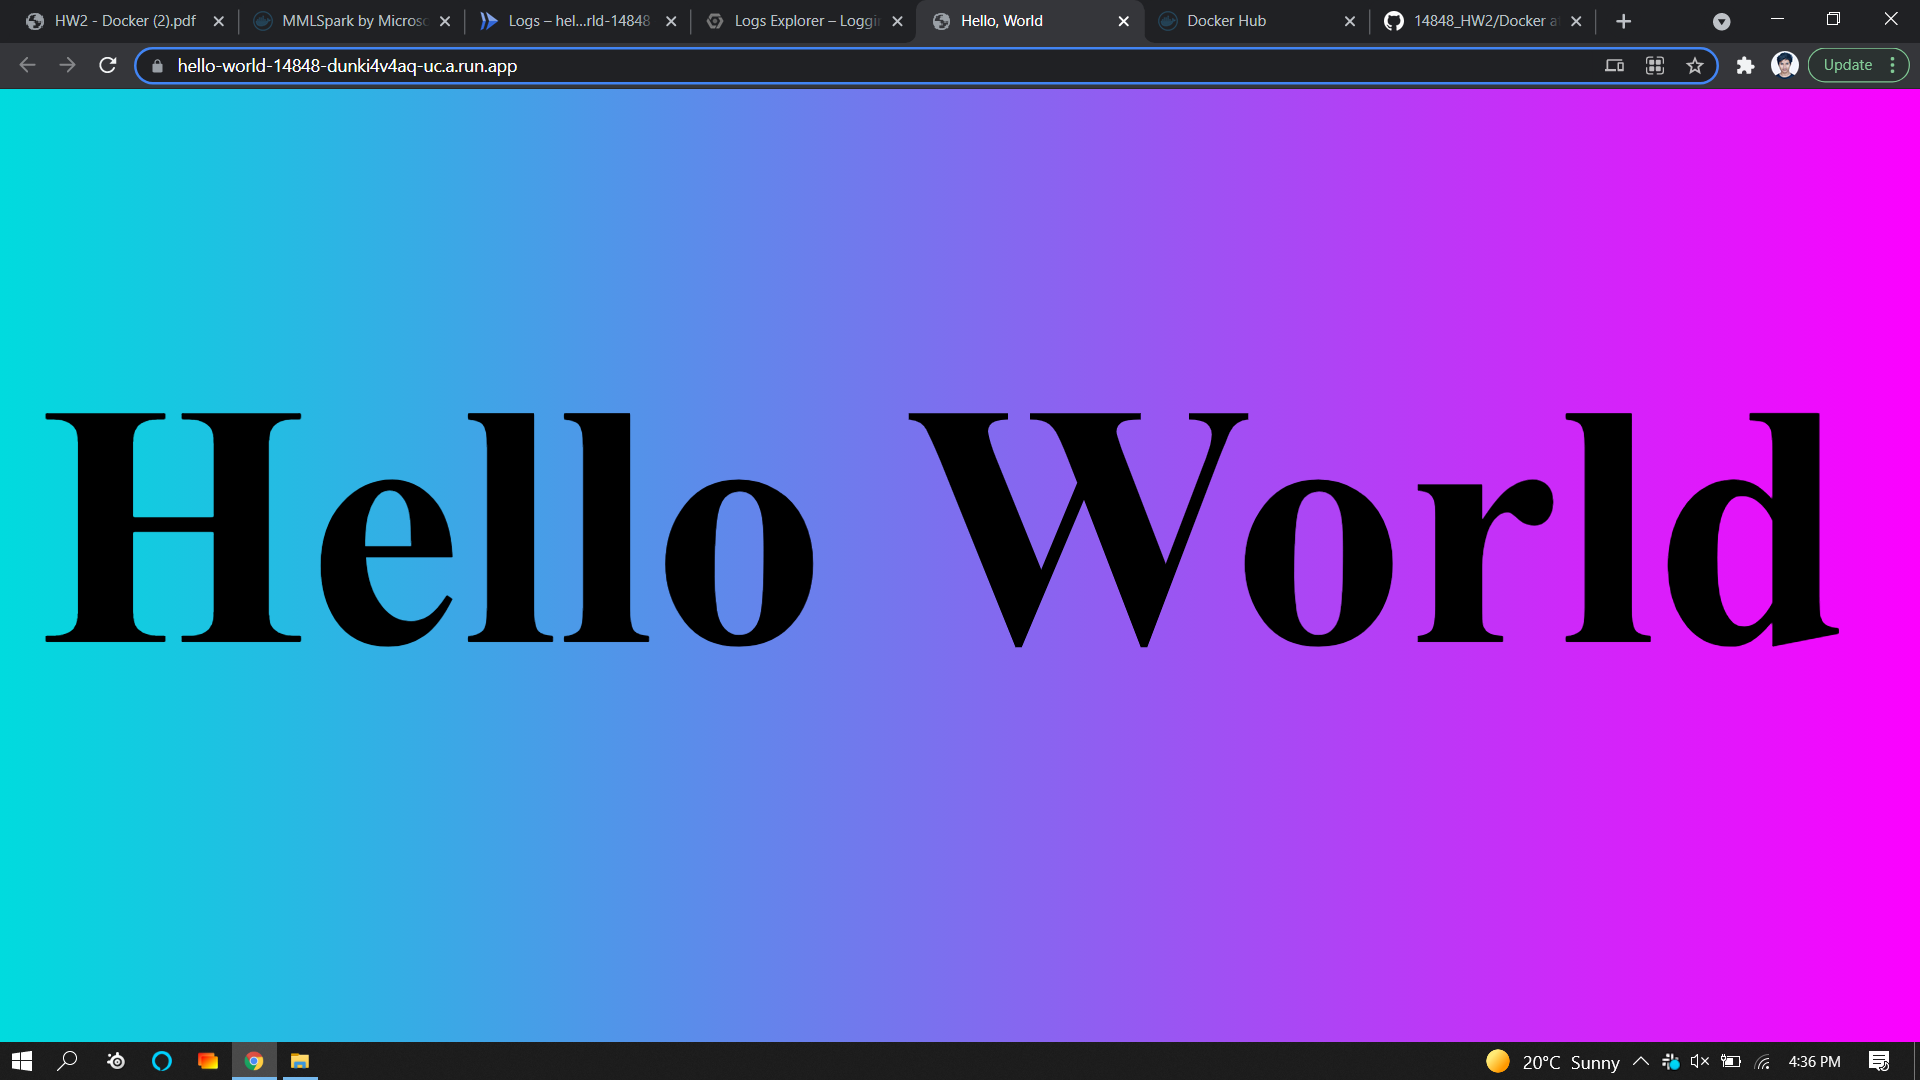 HW2 - Docker (2).pdf
MMLSpark by Microso
Logs – hel...rld-14848
Logs Explorer – Loggi
Hello, World
Docker Hub
14848_HW2/Docker a
hello-world-14848-dunki4v4aq-uc.a.run.app
Update
Hello World
20°C Sunny
4:36 PM